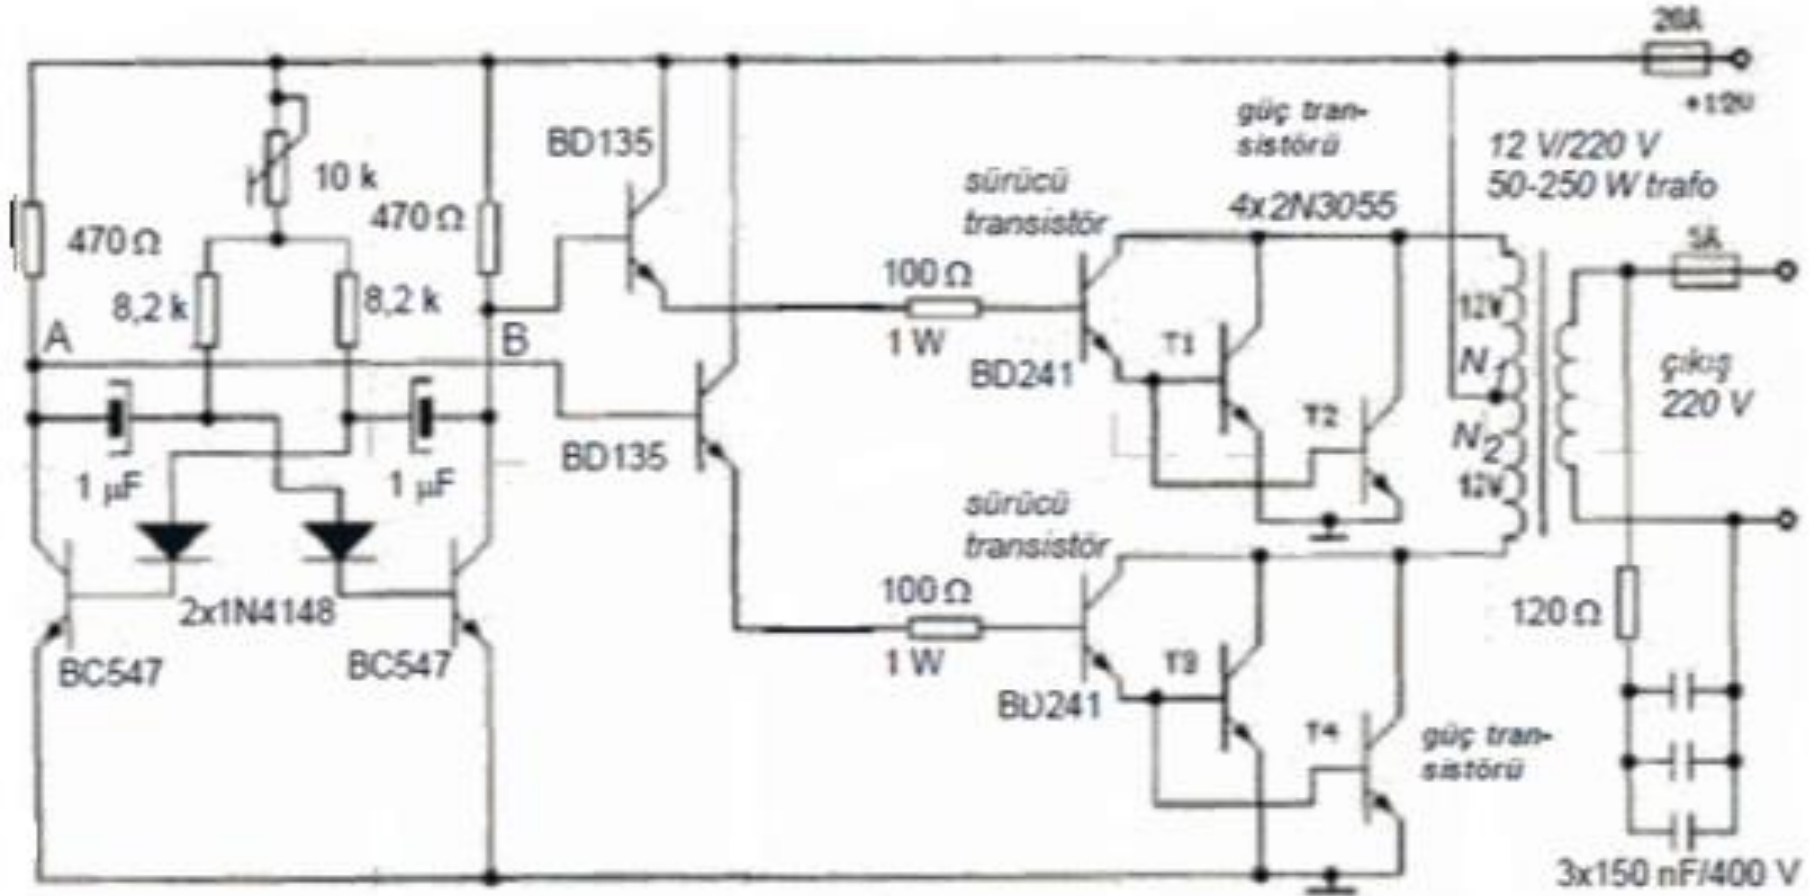 20A
+12V
güç tran-
sistörü
12 V/220 V
50-250 W trafo
BD135
10 k
sürücü
transistör
4x2N3055
470 Ω
470 Ω
5A
100 Ω
12V
8,2 k
8,2 k
A
B
1 W
T1
N1
çıkış
220 V
BD241
T2
N2
BD135
1 µF
1 µF
12V
sürücü
transistör
100 Ω
2x1N4148
120 Ω
BC547
BC547
1 W
T3
BD241
T4
güç tran-
sistörü
3x150 nF/400 V